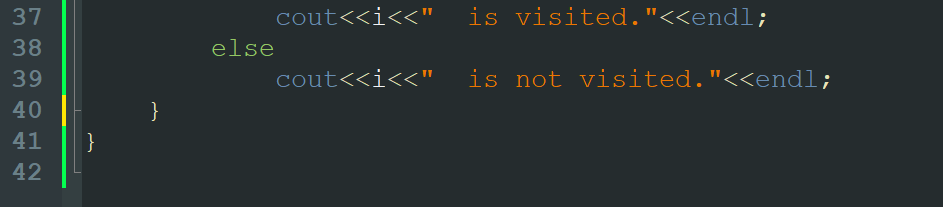 37 cout<<i<<"  is visited."<<endl;
38 else
39 cout<<i<<"  is not visited."<<endl;
40 }
41 }
42